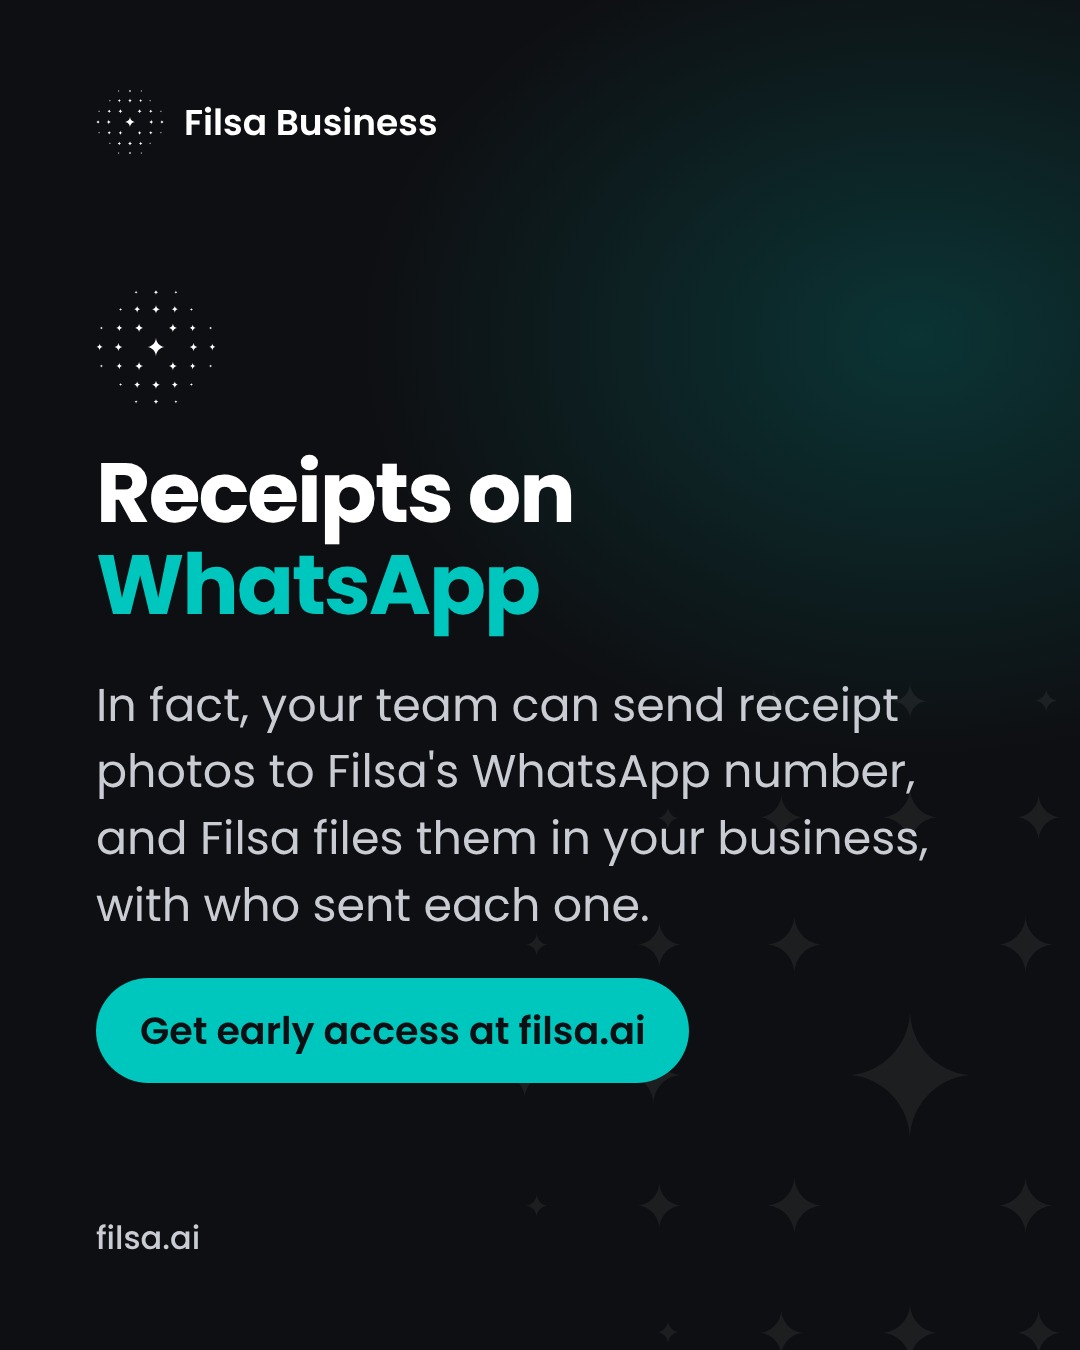 Filsa Business
Receipts on
WhatsApp
In fact, your team can send receipt
photos to Filsa's WhatsApp number,
and Filsa files them in your business,
with who sent each one.
Get early access at filsa.ai
filsa.ai